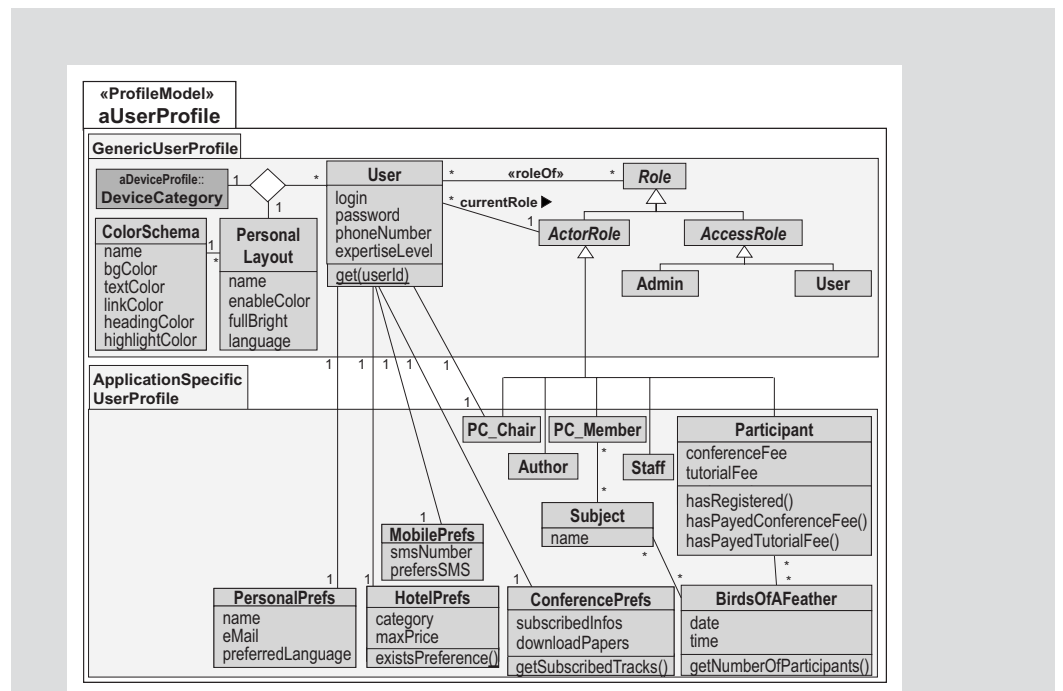 «ProfileModel»
aUserProfile
GenericUserProfile
aDeviceProfile::
DeviceCategory
1
*
1
ColorSchema
name
bgColor
textColor
linkColor
headingColor
highlightColor
1
*
Personal
Layout
name
enableColor
fullBright
language
User
login
password
phoneNumber
expertiseLevel
get(userId)
*
«roleOf»
*
* currentRole ▶
1
Role
ActorRole
AccessRole
Admin
User
1
1
1
1
1
ApplicationSpecific
UserProfile
1
PC_Chair
PC_Member
Author
Staff
*
*
Participant
conferenceFee
tutorialFee
hasRegistered()
hasPayedConferenceFee()
hasPayedTutorialFee()
Subject
name
*
*
*
*
*
1
MobilePrefs
smsNumber
prefersSMS
1
PersonalPrefs
name
eMail
preferredLanguage
1
HotelPrefs
category
maxPrice
existsPreference()
1
ConferencePrefs
subscribedInfos
downloadPapers
getSubscribedTracks()
BirdsOfAFeather
date
time
getNumberOfParticipants()